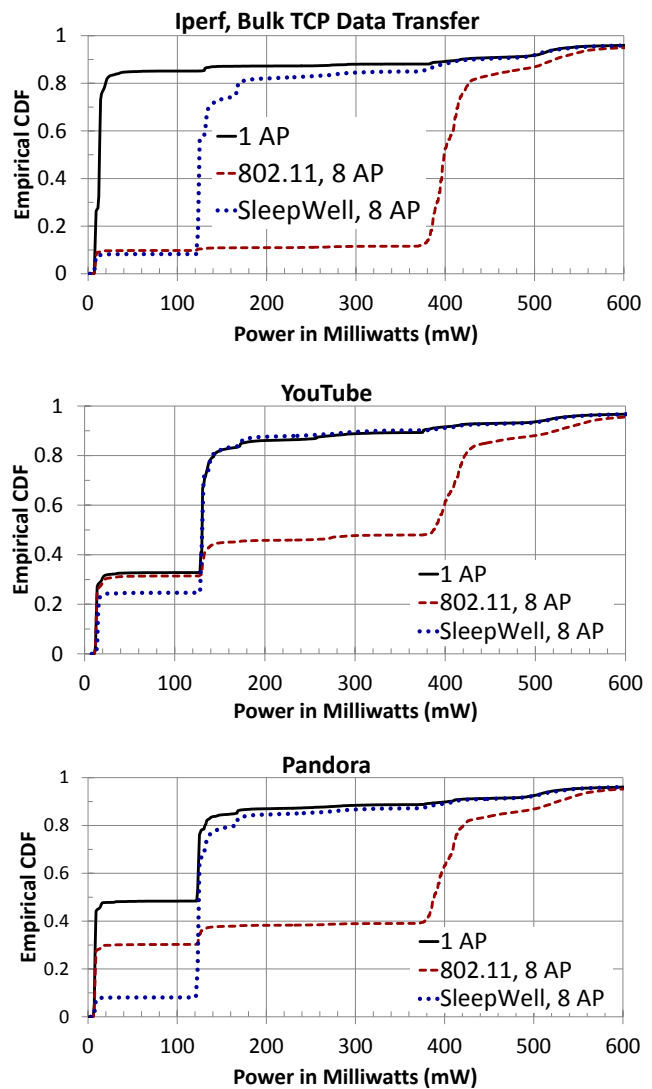 Iperf, Bulk TCP Data Transfer
Empirical CDF
1
0.8
0.6
0.4
0.2
0
1 AP
802.11, 8 AP
SleepWell, 8 AP
0 100 200 300 400 500 600
Power in Milliwatts (mW)
YouTube
Empirical CDF
1
0.8
0.6
0.4
0.2
0
1 AP
802.11, 8 AP
SleepWell, 8 AP
0 100 200 300 400 500 600
Power in Milliwatts (mW)
Pandora
Empirical CDF
1
0.8
0.6
0.4
0.2
0
1 AP
802.11, 8 AP
SleepWell, 8 AP
0 100 200 300 400 500 600
Power in Milliwatts (mW)